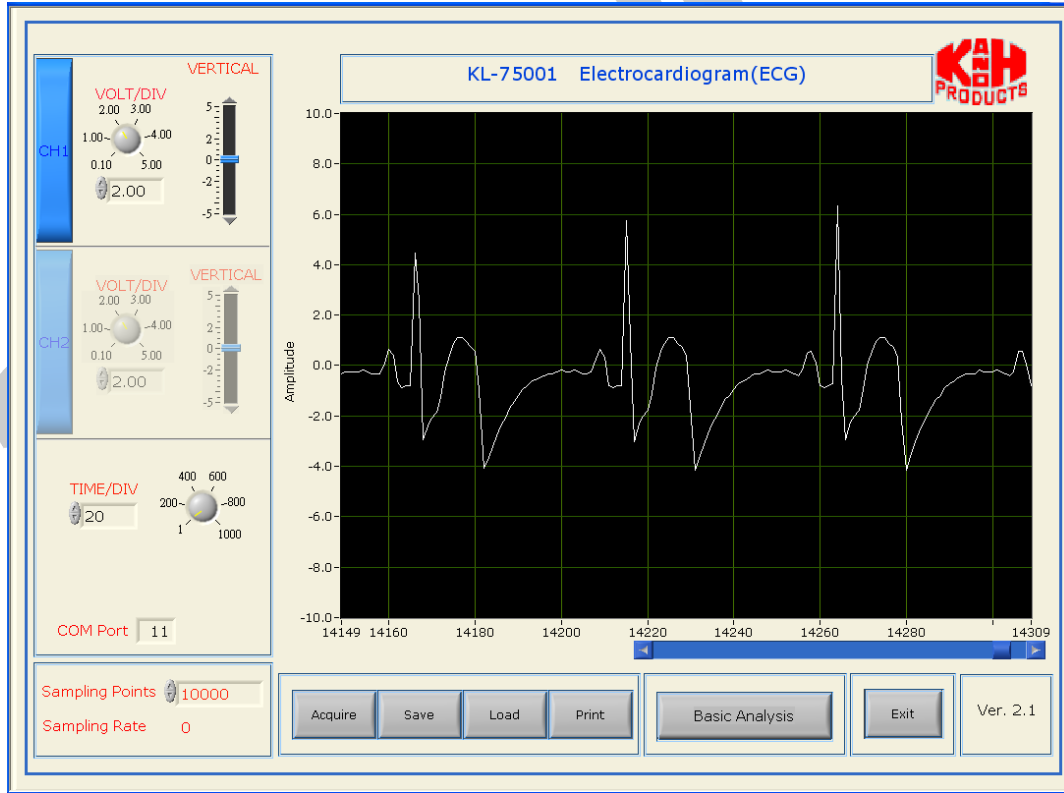 KL-75001 Electrocardiogram(ECG)
K AND H
PRODUCTS
VERTICAL
VOLT/DIV
2.00 3.00
1.00 4.00
0.10 5.00
2.00
5
2
0
-2
-5
CH1
VERTICAL
VOLT/DIV
2.00 3.00
1.00 4.00
0.10 5.00
2.00
5
2
0
-2
-5
CH2
TIME/DIV
20
400 600
200 800
1 1000
COM Port 11
Sampling Points 10000
Sampling Rate 0
Amplitude
10.0
8.0
6.0
4.0
2.0
0.0
-2.0
-4.0
-6.0
-8.0
-10.0
14149 14160 14180 14200 14220 14240 14260 14280 14309
Acquire Save Load Print Basic Analysis Exit Ver. 2.1